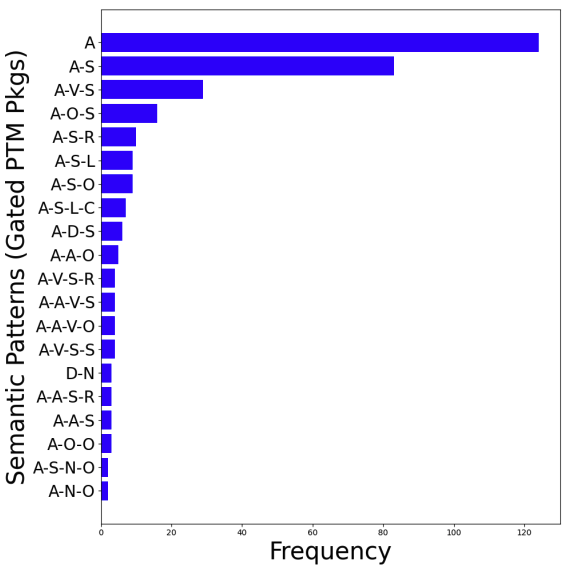 Semantic Patterns (Gated PTM Pkgs)
A
A-S
A-V-S
A-O-S
A-S-R
A-S-L
A-S-O
A-S-L-C
A-D-S
A-A-O
A-V-S-R
A-A-V-S
A-A-V-O
A-V-S-S
D-N
A-A-S-R
A-A-S
A-O-O
A-S-N-O
A-N-O
0 20 40 60 80 100 120
Frequency